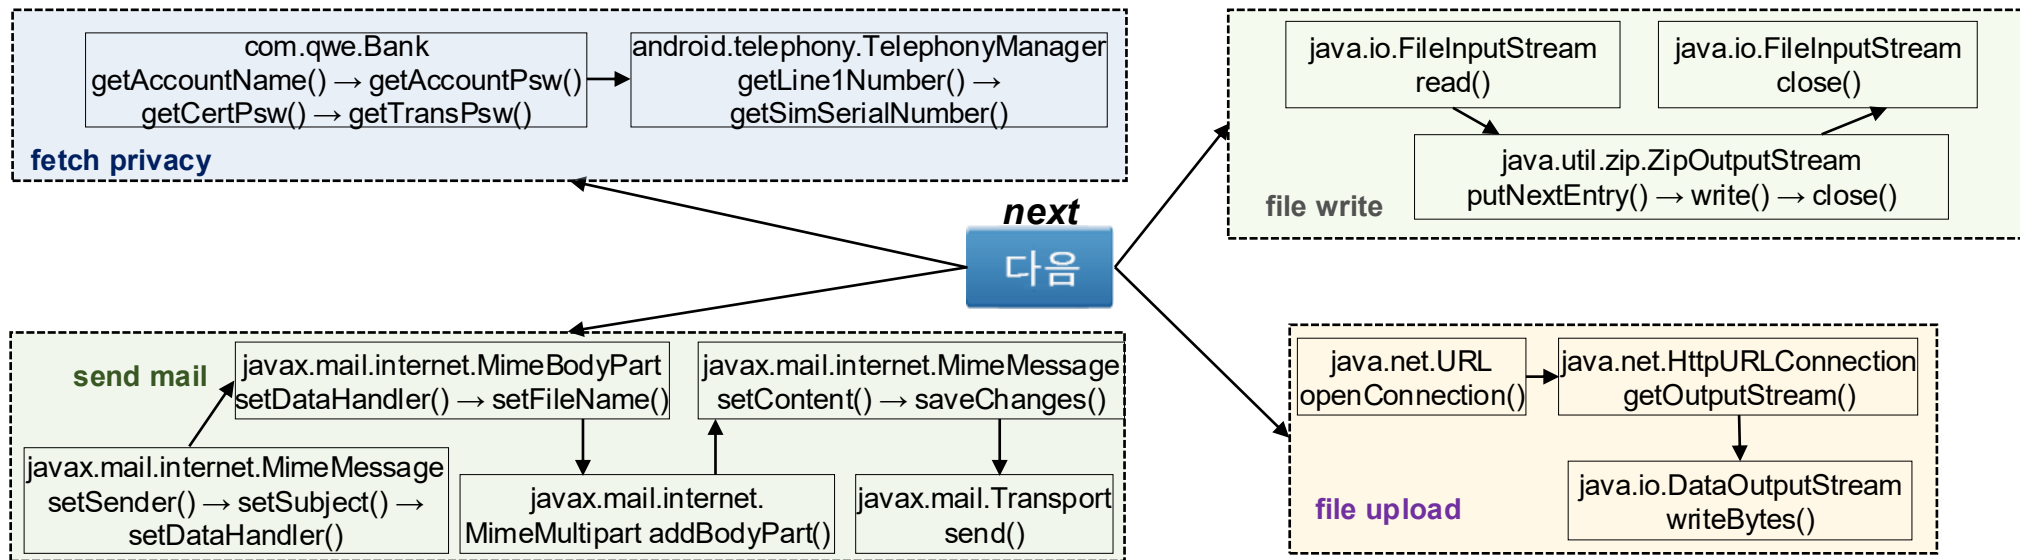 com.qwe.Bank
getAccountName() → getAccountPsw()
getCertPsw() → getTransPsw()
android.telephony.TelephonyManager
getLine1Number() →
getSimSerialNumber()
fetch privacy
java.io.FileInputStream
read()
java.io.FileInputStream
close()
java.util.zip.ZipOutputStream
putNextEntry() → write() → close()
file write
next
다음
send mail
javax.mail.internet.MimeBodyPart
setDataHandler() → setFileName()
javax.mail.internet.MimeMessage
setContent() → saveChanges()
javax.mail.internet.MimeMessage
setSender() → setSubject() →
setDataHandler()
javax.mail.internet.
MimeMultipart addBodyPart()
javax.mail.Transport
send()
java.net.URL
openConnection()
java.net.HttpURLConnection
getOutputStream()
java.io.DataOutputStream
writeBytes()
file upload